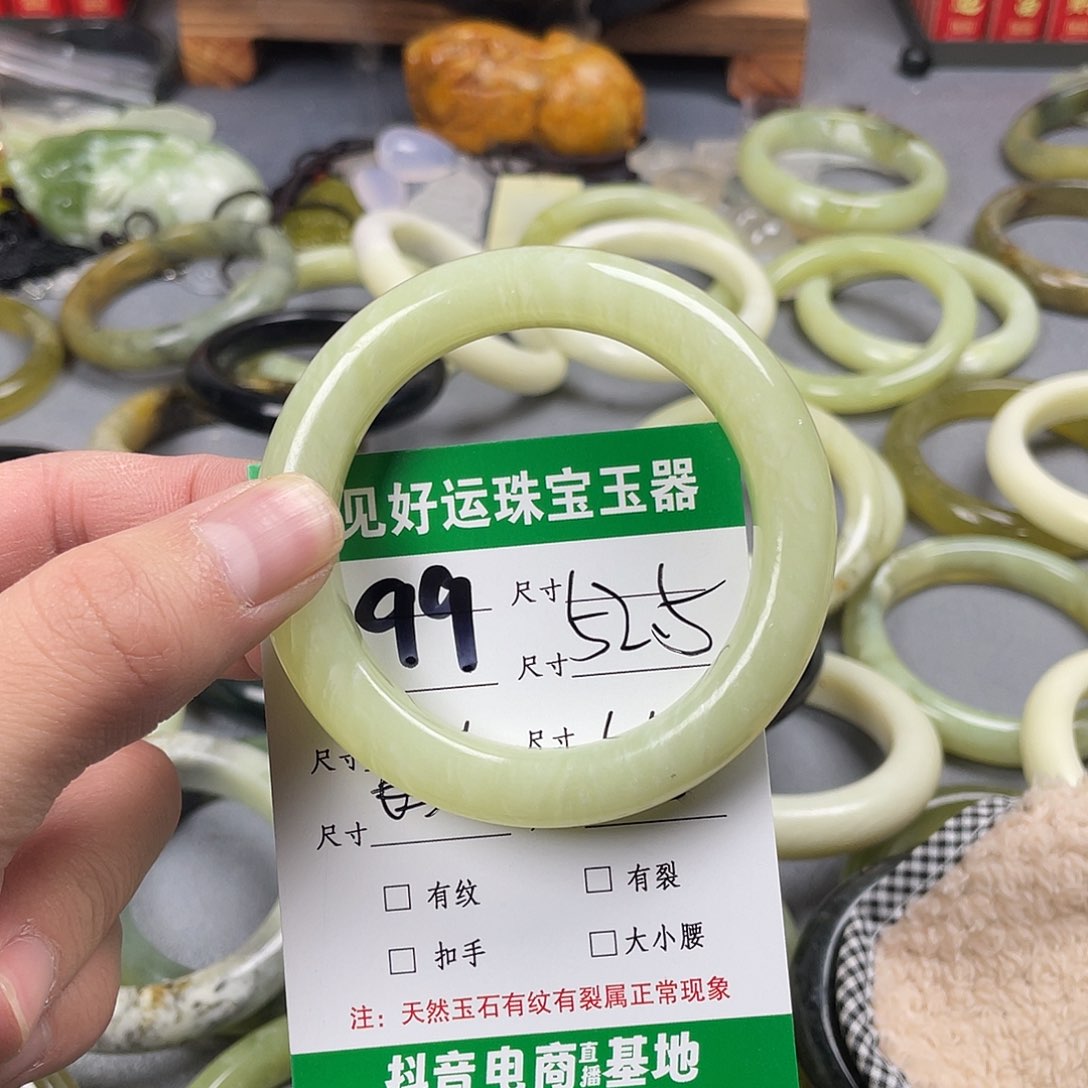 见好运珠宝玉器
99 尺寸 52.5
尺寸
尺寸
尺寸
尺寸
□ 有纹 □ 有裂
□ 扣手 □ 大小腰
注：天然玉石有纹有裂属正常现象
抖音电商直播基地